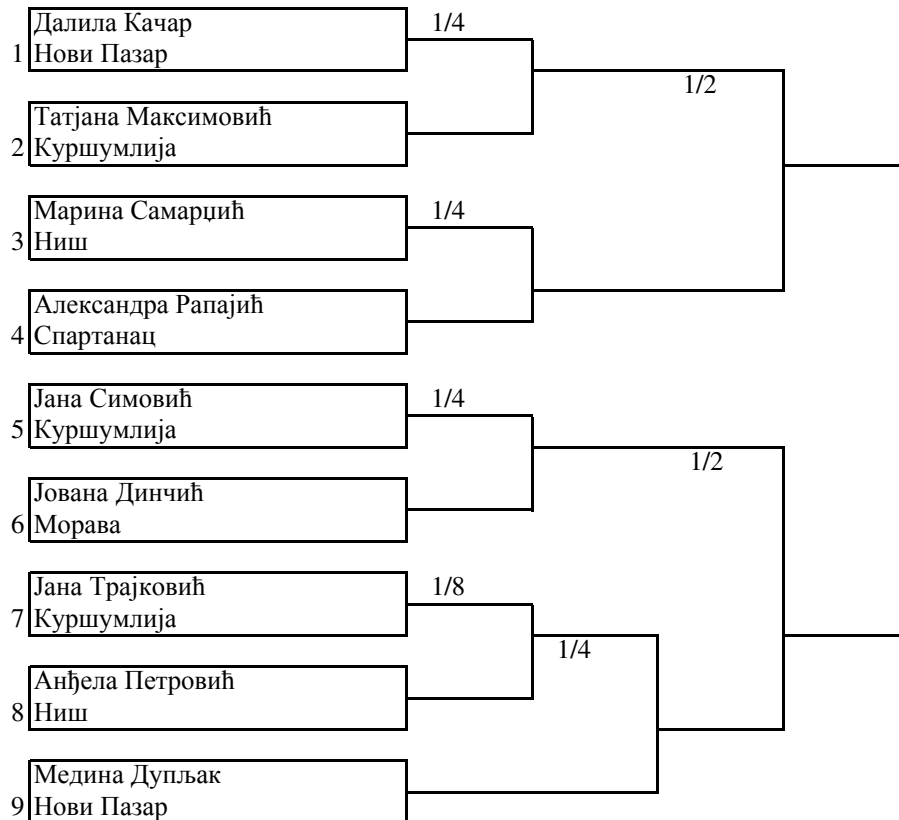 Далила Качар
1/4
1 Нови Пазар
1/2
Татјана Максимовић
2 Куршумлија
Марина Самарџић
1/4
3 Ниш
Александра Рапајић
4 Спартанац
Јана Симовић
1/4
5 Куршумлија
1/2
Јована Динчић
6 Морава
Јана Трајковић
1/8
7 Куршумлија
1/4
Анђела Петровић
8 Ниш
Медина Дупљак
9 Нови Пазар